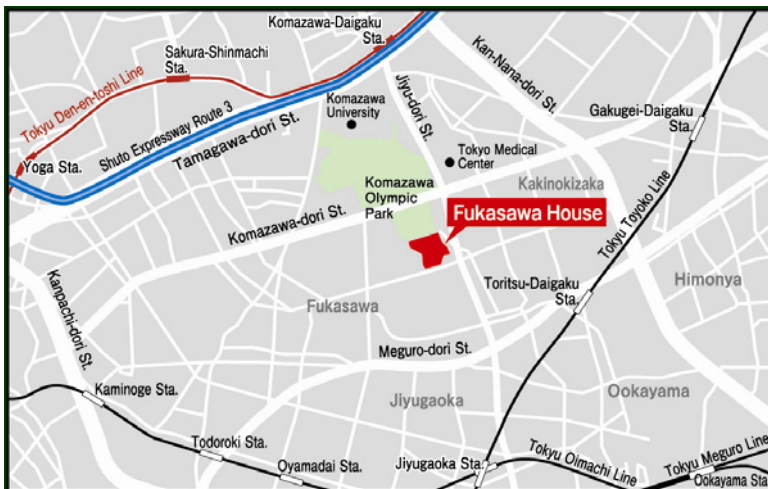 Komazawa-Daigaku
Sta.
Sakura-Shinmachi
Sta.
Kan-Nana-dori St.
Tokyu Den-en-toshi Line
Jiyu-dori St.
Komazawa
University
Gakugei-Daigaku
Sta.
Shuto Expressway Route 3
Tamagawa-dori St.
Yoga Sta.
Tokyo Medical
Center
Kakinokizaka
Komazawa
Olympic
Park
Komazawa-dori St.
Fukasawa House
Tokyu Toyoko Line
Kanpachi-dori St.
Fukasawa
Toritsu-Daigaku
Sta.
Himonya
Meguro-dori St.
Kaminoge Sta.
Jiyugaoka
Ookayama
Todoroki Sta.
Oyamadai Sta.
Jiyugaoka Sta.
Tokyu Oimachi Line
Tokyu Meguro Line
Ookayama Sta.